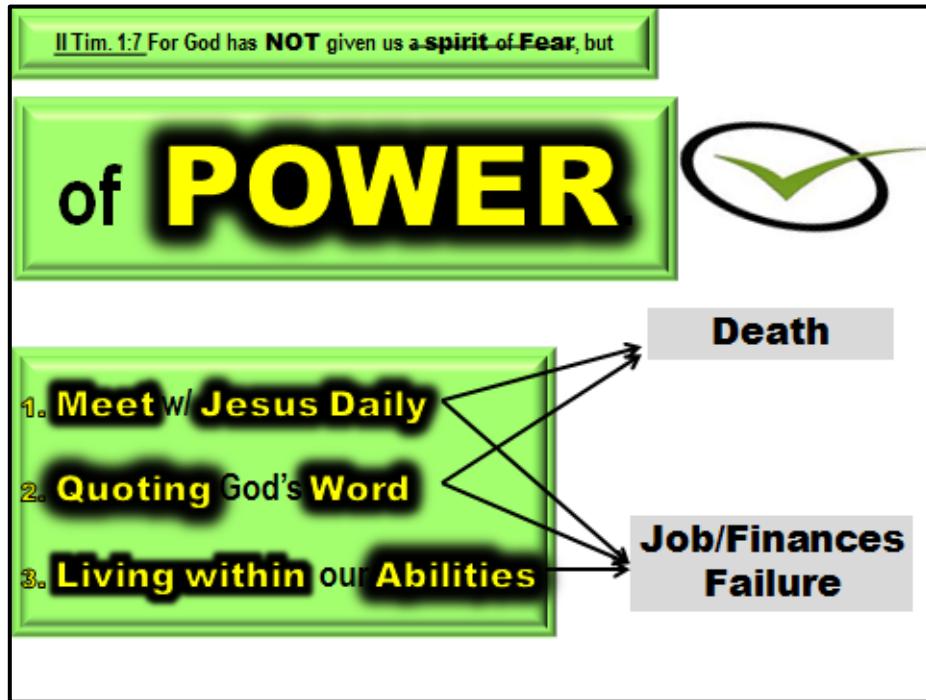 II Tim. 1:7 For God has NOT given us a spirit of Fear, but
of POWER.
Death
1. Meet w/ Jesus Daily
2. Quoting God's Word
3. Living within our Abilities
Job/Finances
Failure